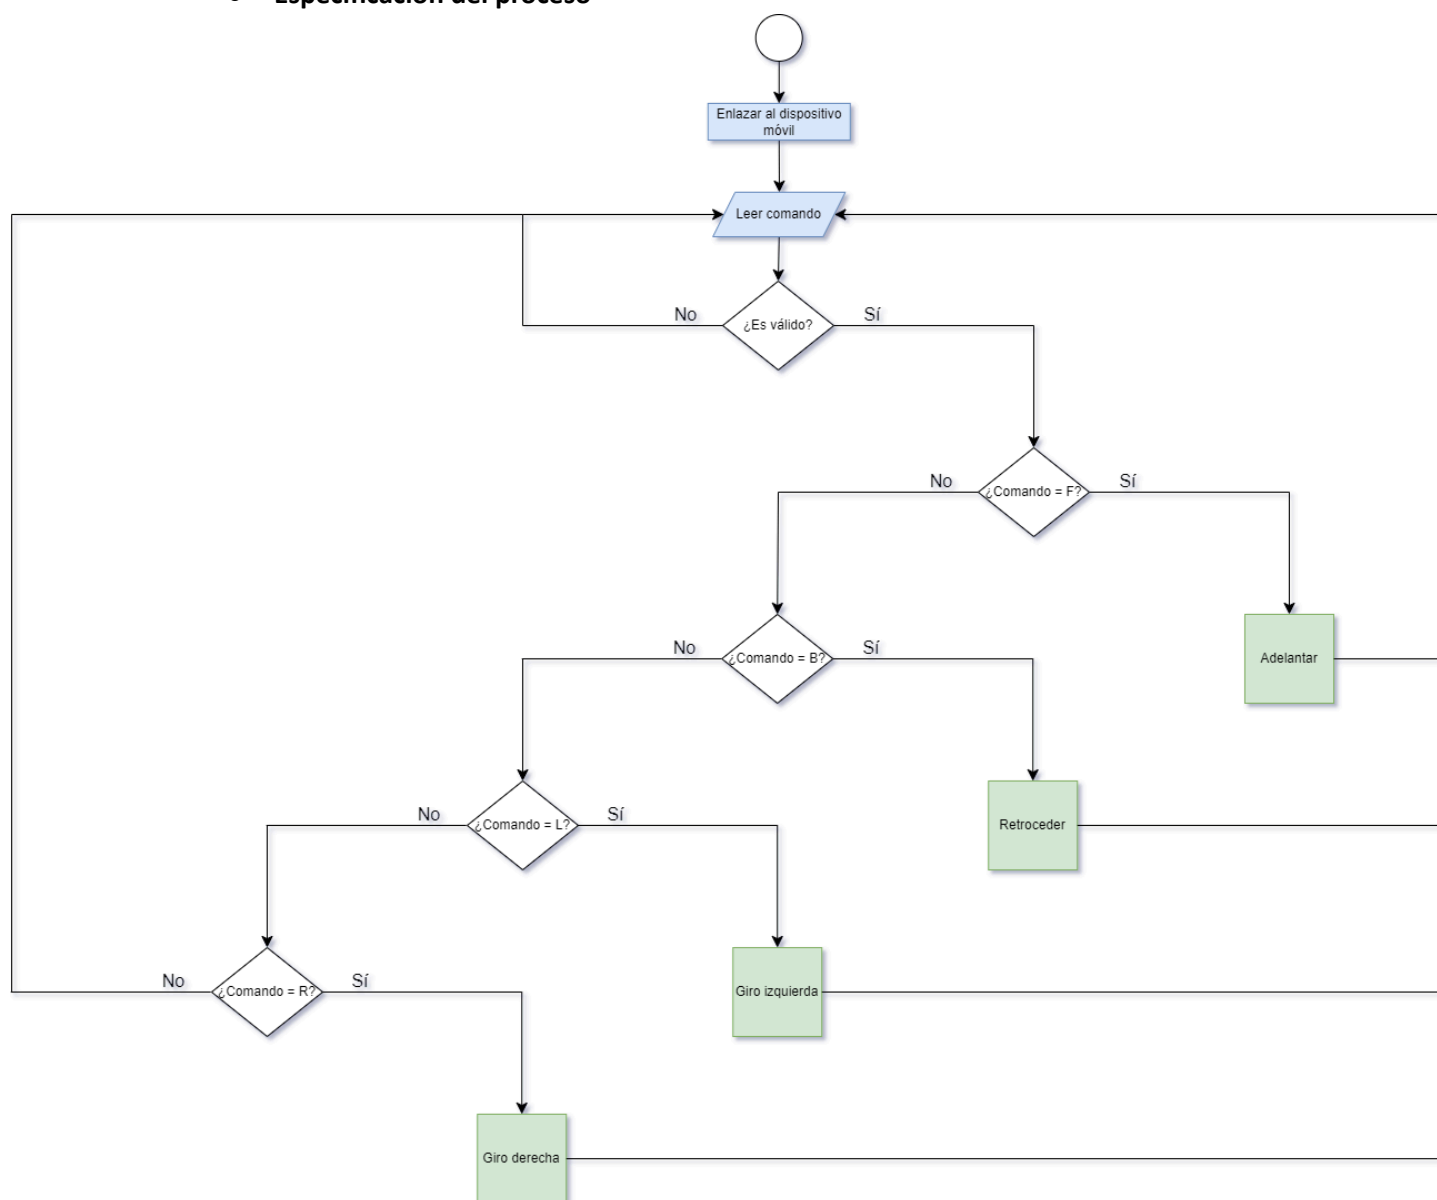 Especificación del proceso
Enlazar al dispositivo
móvil
Leer comando
No
¿Es válido?
Sí
No
¿Comando = F?
Sí
No
¿Comando = B?
Sí
Adelantar
No
¿Comando = L?
Sí
Retroceder
No
¿Comando = R?
Sí
Giro izquierda
Giro derecha